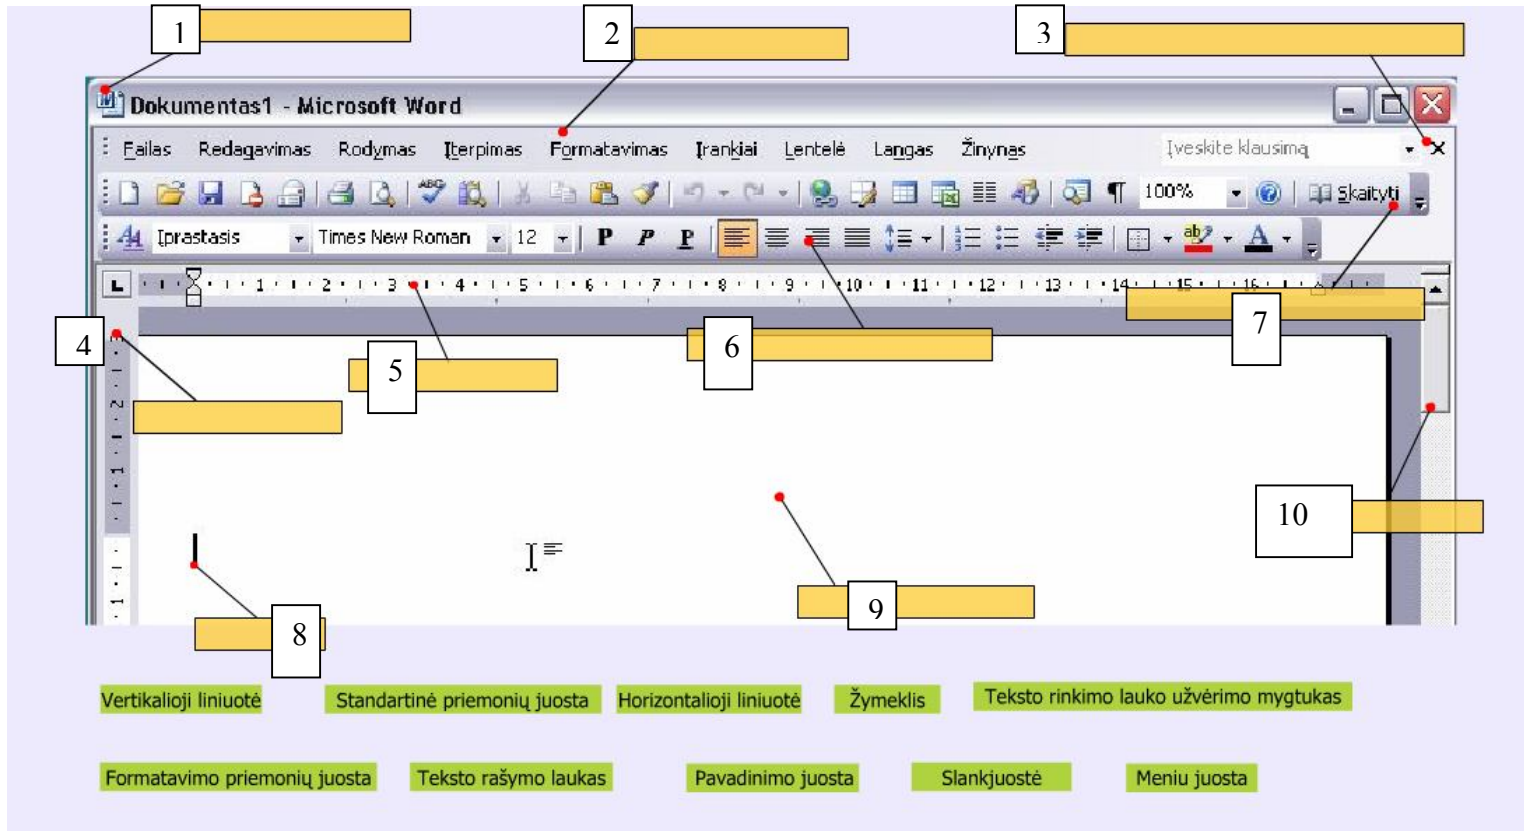 1
2
3
Dokumentas1 - Microsoft Word
Failas Redagavimas Rodymas Įterpimas Formatavimas Įrankiai Lentelė Langas Žinynas Įveskite klausimą
100% Skaityti
Įprastasis Times New Roman 12 P P P
1 2 3 4 5 6 7 8 9 10 11 12 13 14 15 16
4
5
6
7
2
1
10
1
8
9
Vertikalioji liniuotė Standartinė priemonių juosta Horizontalioji liniuotė Žymeklis Teksto rinkimo lauko užvėrimo mygtukas
Formatavimo priemonių juosta Teksto rašymo laukas Pavadinimo juosta Slankjuostė Meniu juosta